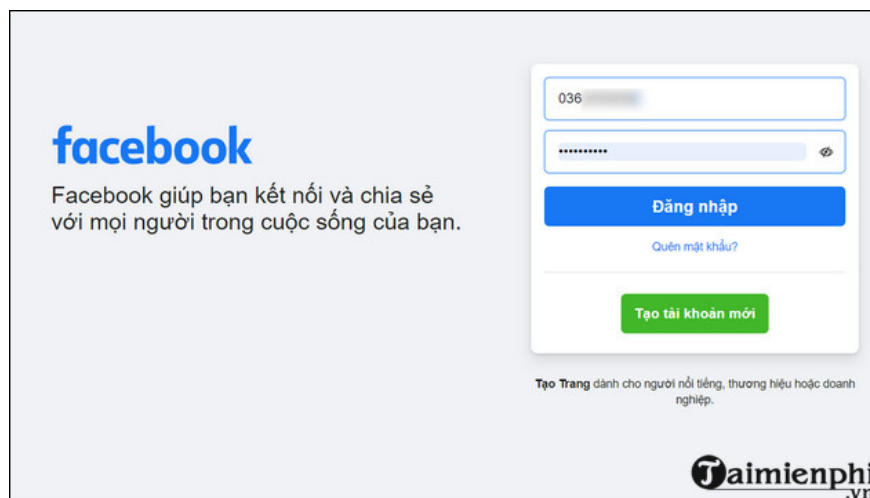 facebook
Facebook giúp bạn kết nối và chia sẻ
với mọi người trong cuộc sống của bạn.
036
••••••••••
Đăng nhập
Quên mật khẩu?
Tạo tài khoản mới
Tạo Trang dành cho người nổi tiếng, thương hiệu hoặc doanh
nghiệp.
Taimienphi
.vn